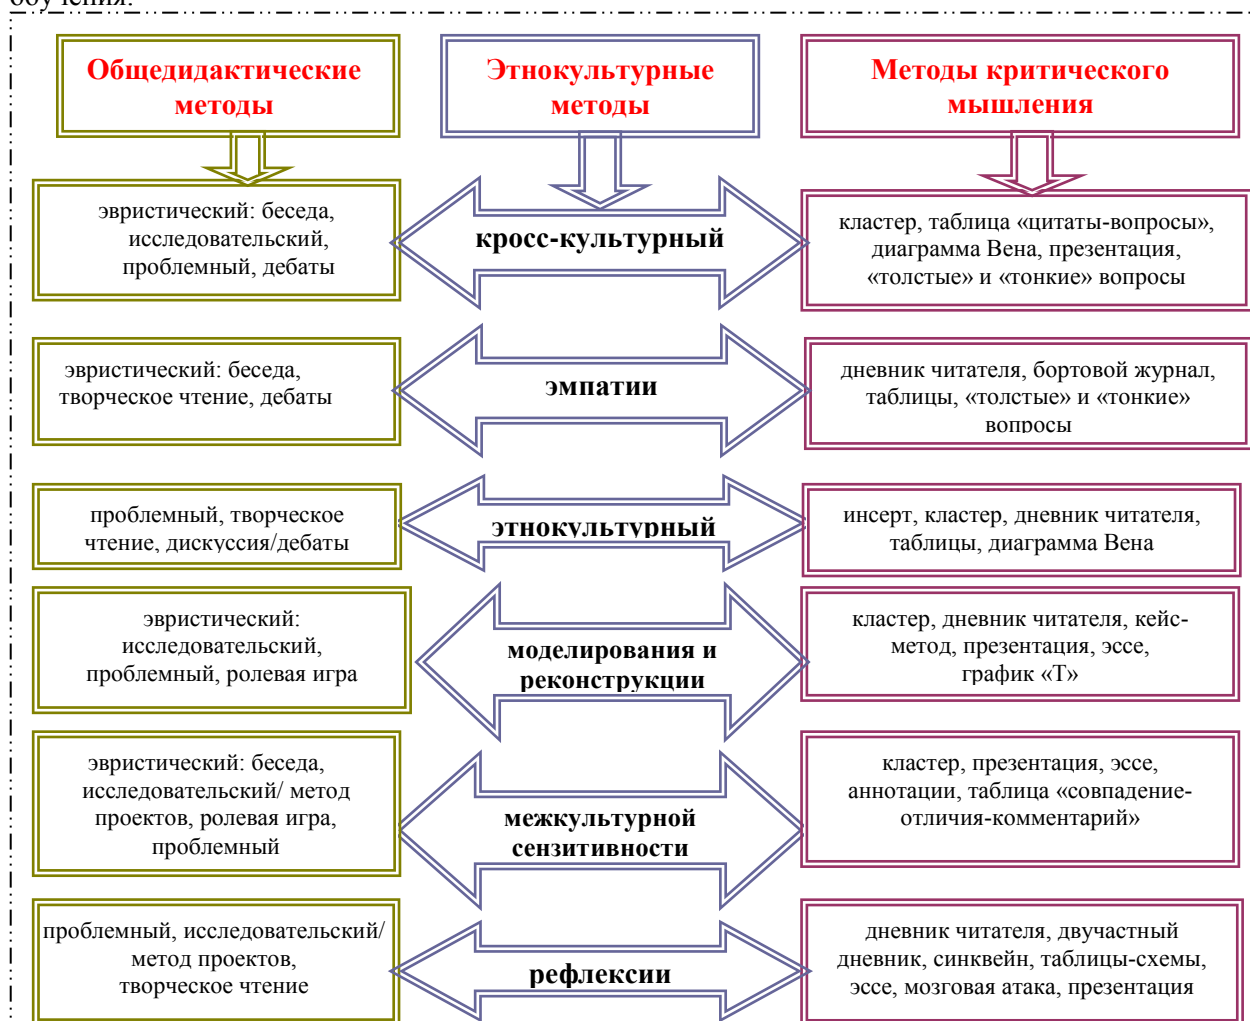 обучения.
Общедидактические
методы
Этнокультурные
методы
Методы критического
мышления
эвристический: беседа,
исследовательский,
проблемный, дебаты
кросс-культурный
кластер, таблица «цитаты-вопросы»,
диаграмма Вена, презентация,
«толстые» и «тонкие» вопросы
эвристический: беседа,
творческое чтение, дебаты
эмпатии
дневник читателя, бортовой журнал,
таблицы, «толстые» и «тонкие»
вопросы
проблемный, творческое
чтение, дискуссия/дебаты
этнокультурный
инсерт, кластер, дневник читателя,
таблицы, диаграмма Вена
эвристический:
исследовательский,
проблемный, ролевая игра
моделирования и
реконструкции
кластер, дневник читателя, кейс-
метод, презентация, эссе,
график «Т»
эвристический: беседа,
исследовательский/ метод
проектов, ролевая игра,
проблемный
межкультурной
сензитивности
кластер, презентация, эссе,
аннотации, таблица «совпадение-
отличия-комментарий»
проблемный, исследовательский/
метод проектов,
творческое чтение
рефлексии
дневник читателя, двучастный
дневник, синквейн, таблицы-схемы,
эссе, мозговая атака, презентация